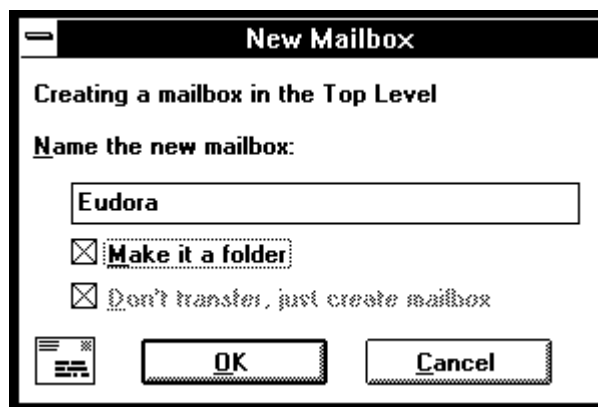 New Mailbox
Creating a mailbox in the Top Level
Name the new mailbox:
Eudora
Make it a folder
Don't transfer, just create mailbox
OK
Cancel